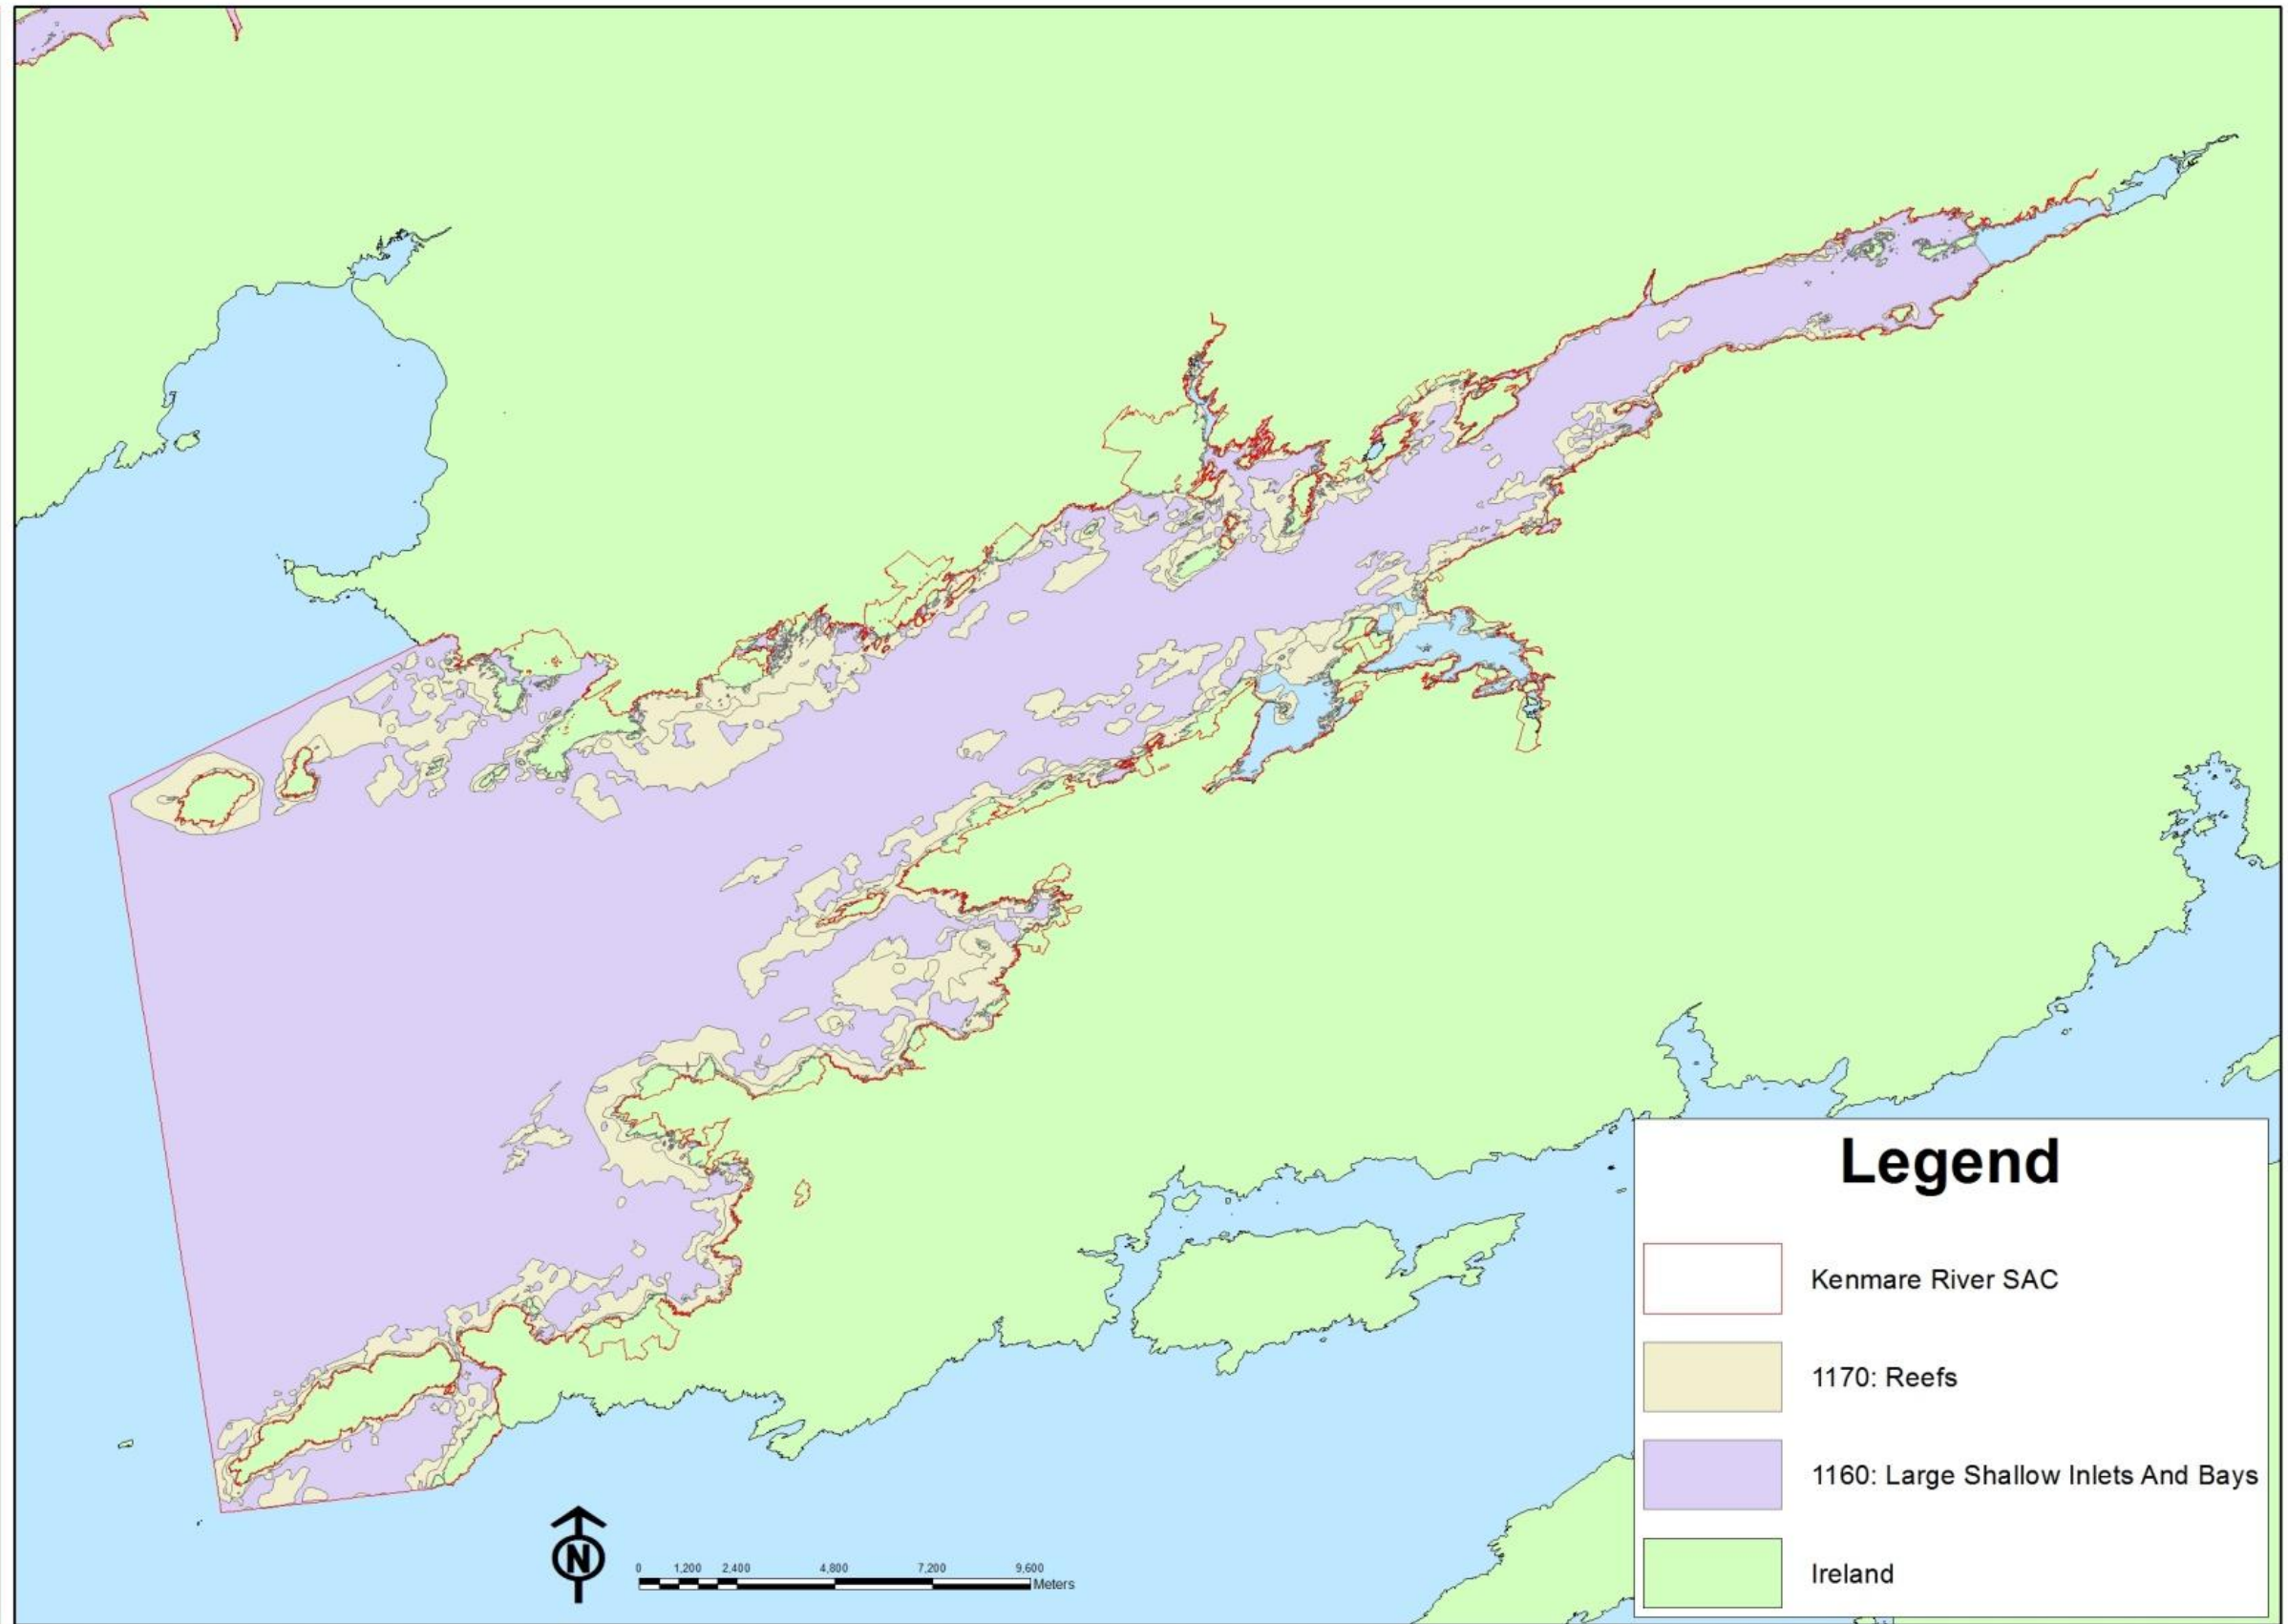 Legend
Kenmare River SAC
1170: Reefs
1160: Large Shallow Inlets And Bays
Ireland
N
0 1,200 2,400 4,800 7,200 9,600
Meters